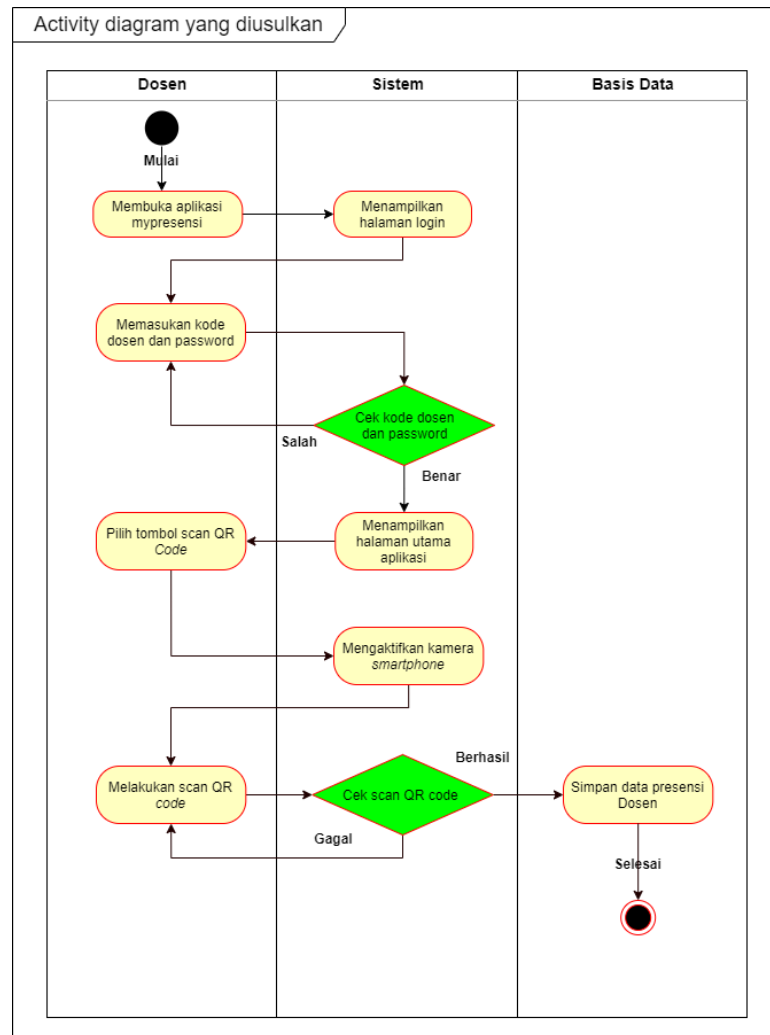 Activity diagram yang diusulkan
Dosen
Sistem
Basis Data
Mulai
Membuka aplikasi
mypresensi
Menampilkan
halaman login
Memasukan kode
dosen dan password
Cek kode dosen
dan password
Salah
Benar
Pilih tombol scan QR
Code
Menampilkan
halaman utama
aplikasi
Mengaktifkan kamera
smartphone
Melakukan scan QR
code
Cek scan QR code
Berhasil
Gagal
Simpan data presensi
Dosen
Selesai